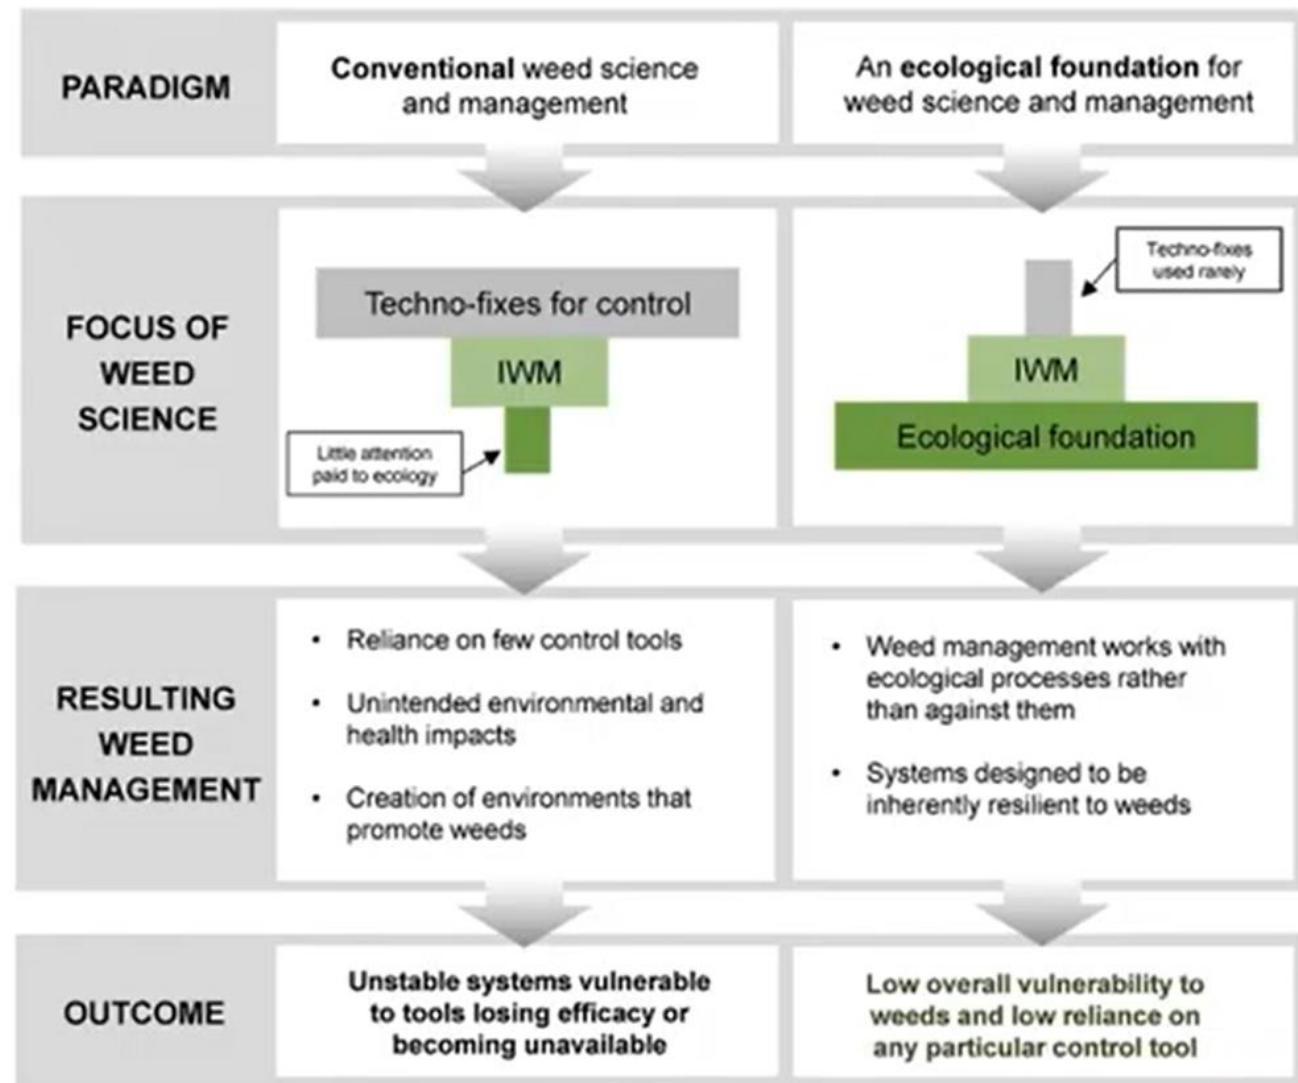 PARADIGM
Conventional weed science
and management
An ecological foundation for
weed science and management
FOCUS OF
WEED
SCIENCE
Techno-fixes for control
IWM
Little attention
paid to ecology
Techno-fixes
used rarely
IWM
Ecological foundation
RESULTING
WEED
MANAGEMENT
• Reliance on few control tools
• Unintended environmental and
health impacts
• Creation of environments that
promote weeds
• Weed management works with
ecological processes rather
than against them
• Systems designed to be
inherently resilient to weeds
OUTCOME
Unstable systems vulnerable
to tools losing efficacy or
becoming unavailable
Low overall vulnerability to
weeds and low reliance on
any particular control tool